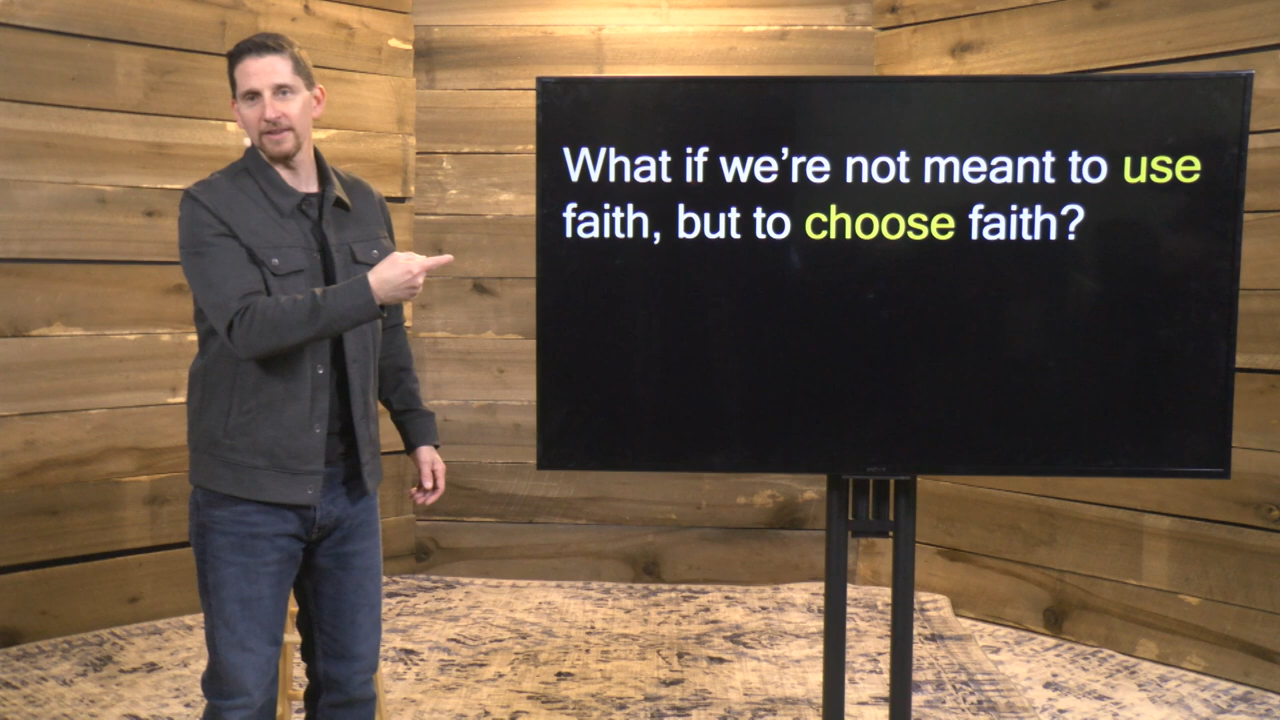 What if we're not meant to use
faith, but to choose faith?